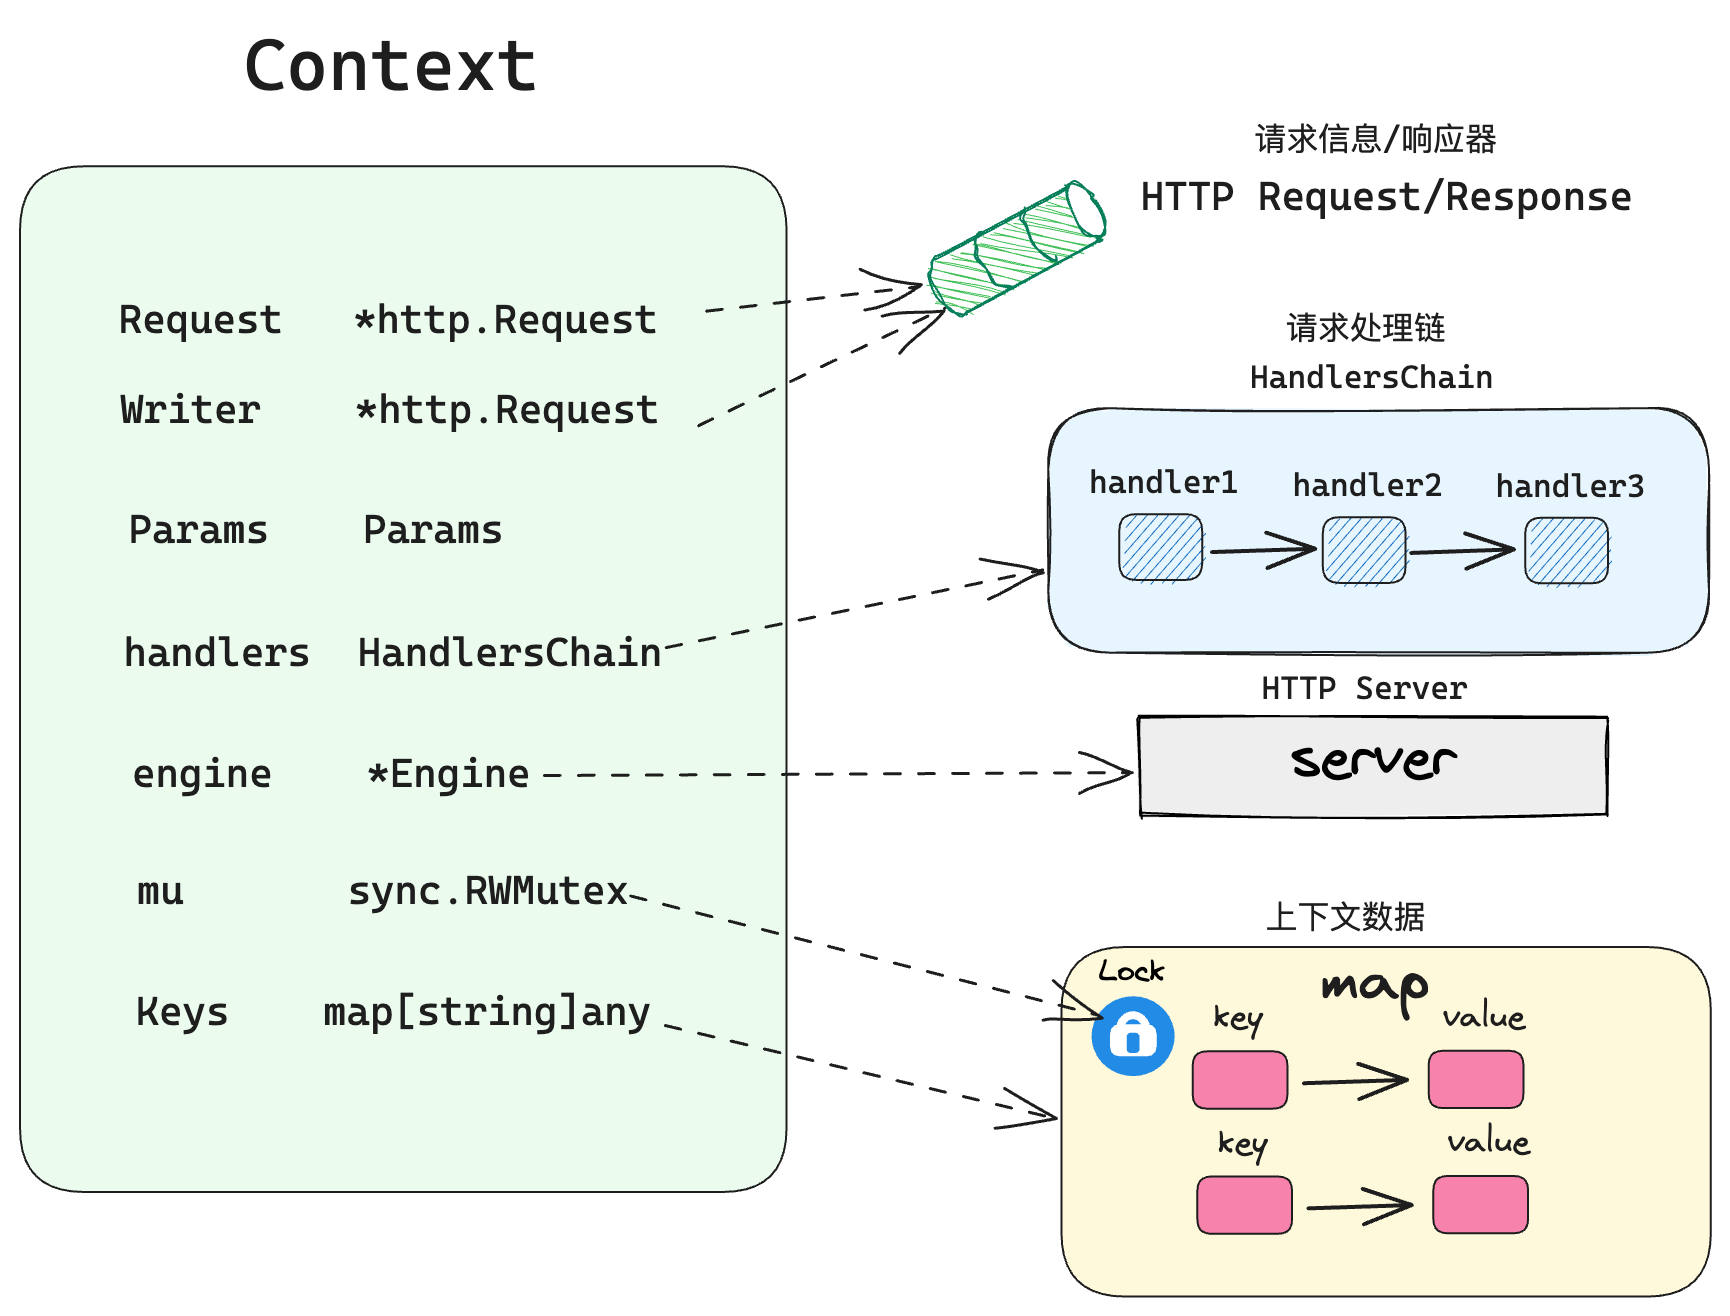 Context
Request *http.Request
Writer *http.Request
Params Params
handlers HandlersChain
engine *Engine
mu sync.RWMutex
Keys map[string]any
请求信息/响应器
HTTP Request/Response
请求处理链
HandlersChain
handler1 handler2 handler3
HTTP Server
server
上下文数据
Lock
map
key value
key value